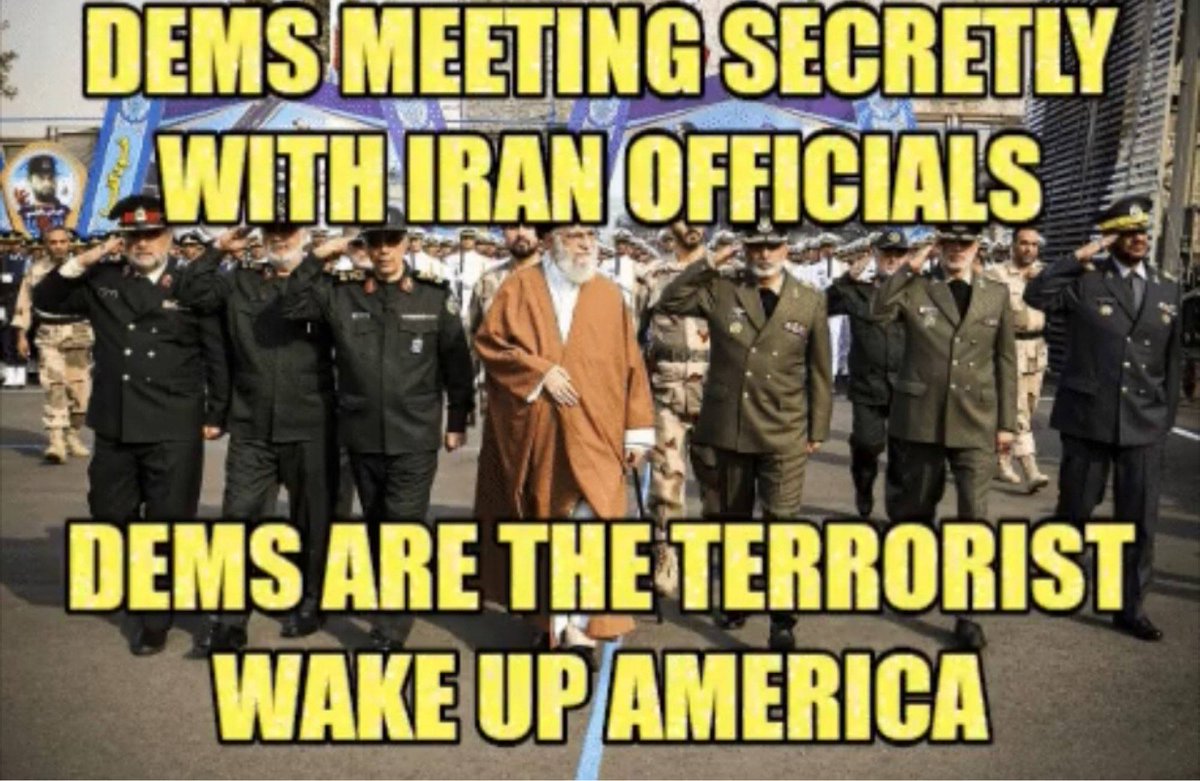 DEMS MEETING SECRETLY
WITH IRAN OFFICIALS
DEMS ARE THE TERRORIST
WAKE UP AMERICA